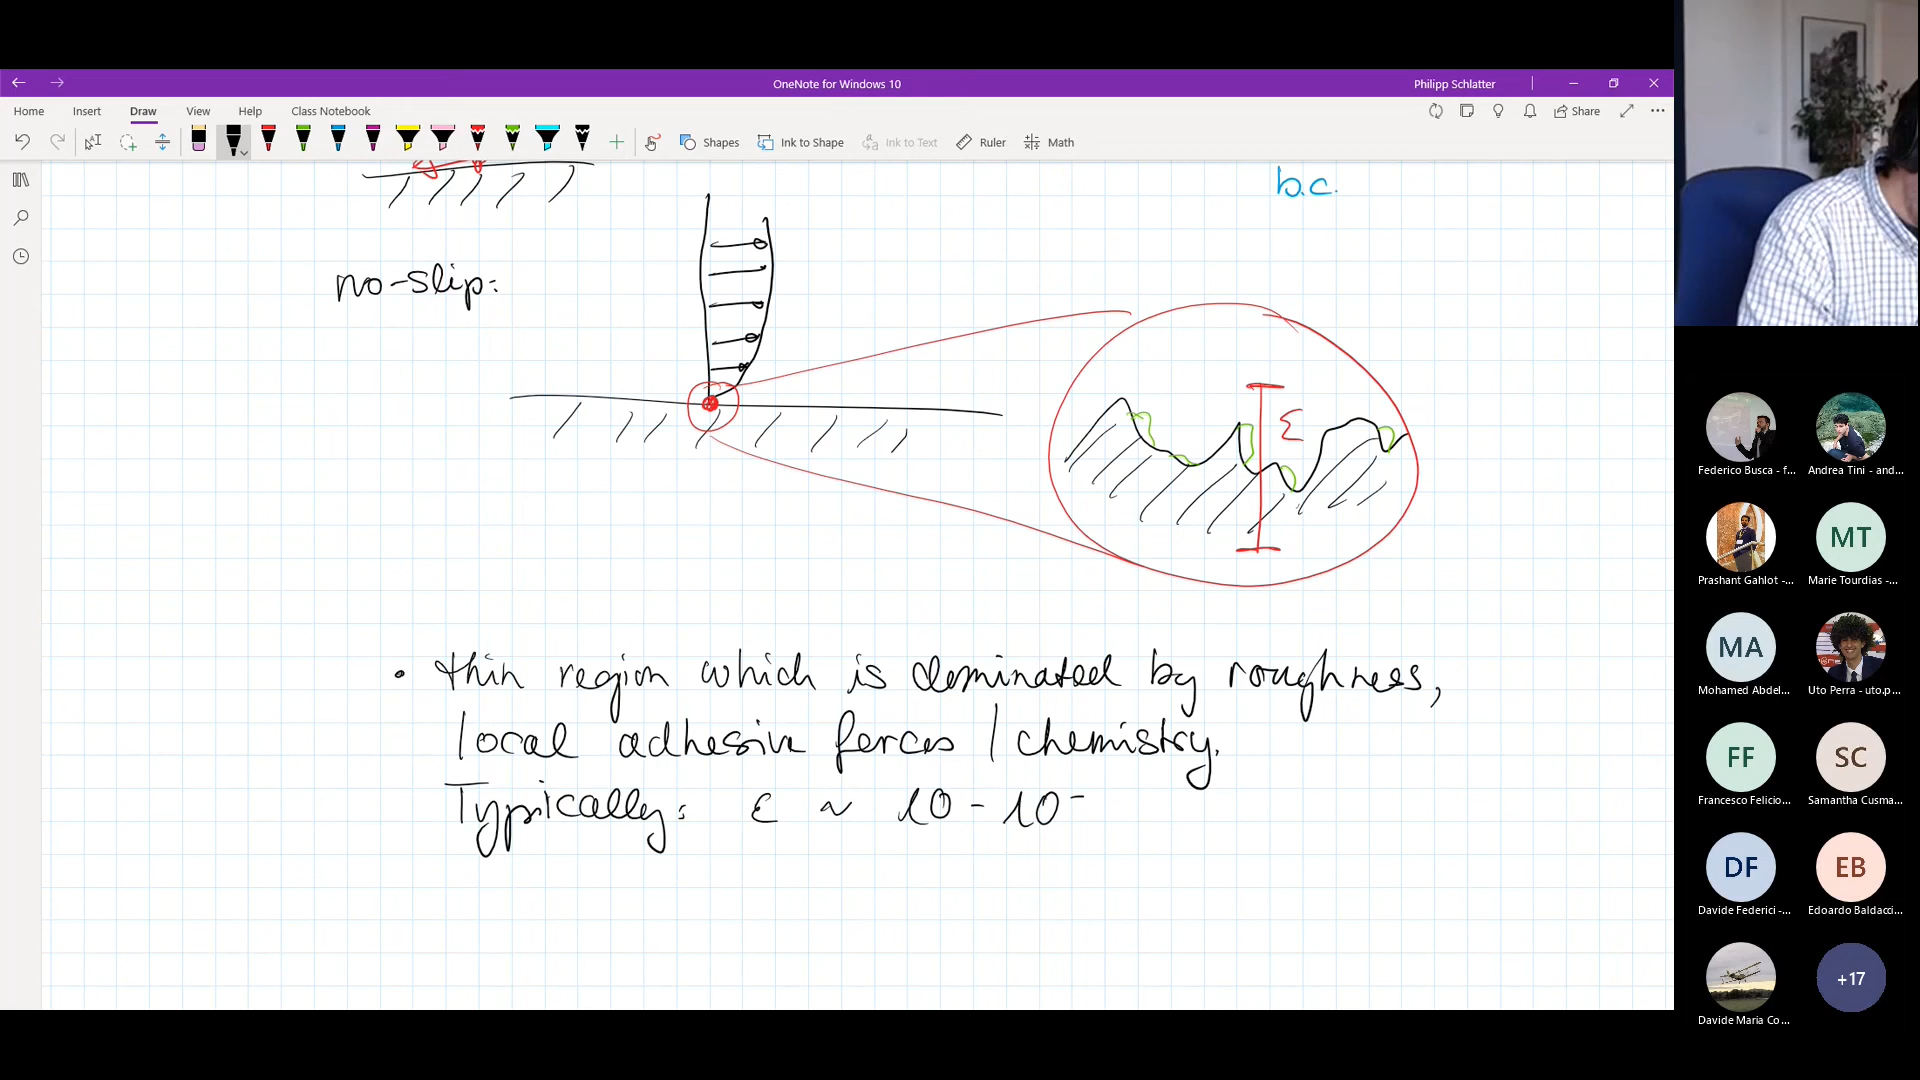 OneNote for Windows 10
Philipp Schlatter
Home Insert Draw View Help Class Notebook
Share
Shapes Ink to Shape Ink to Text Ruler Math
b.c.
no-slip:
ε
• thin region which is dominated by roughness,
local adhesive forces / chemistry.
Typically: ε ~ 10 - 10⁻
Federico Busca - f... Andrea Tini - and...
MT
Prashant Gahlot -... Marie Tourdias -...
MA
Mohamed Abdel... Uto Perra - uto.p...
FF SC
Francesco Felicio... Samantha Cusma...
DF EB
Davide Federici -... Edoardo Baldacci...
+17
Davide Maria Co...